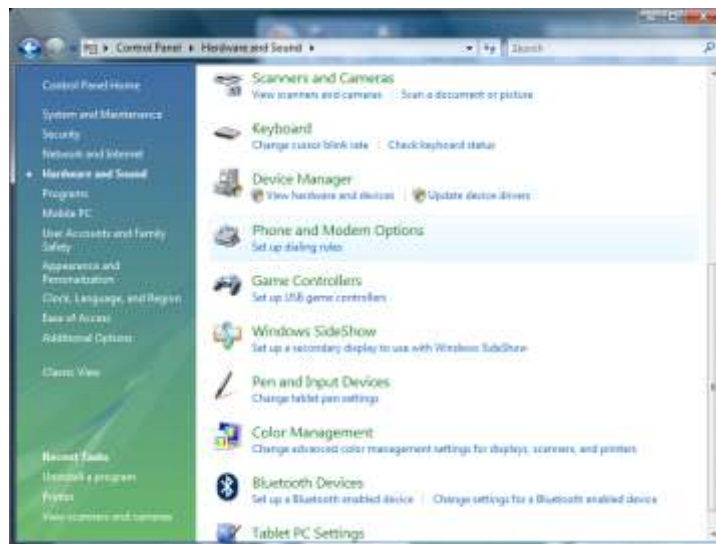 Control Panel ▸ Hardware and Sound ▸
Search
Control Panel Home
System and Maintenance
Security
Network and Internet
Hardware and Sound
Programs
Mobile PC
User Accounts and Family
Safety
Appearance and
Personalization
Clock, Language, and Region
Ease of Access
Additional Options
Classic View
Recent Tasks
Uninstall a program
Printer
View scanners and cameras
Scanners and Cameras
View scanners and cameras | Scan a document or picture
Keyboard
Change cursor blink rate | Check keyboard status
Device Manager
View hardware and devices | Update device drivers
Phone and Modem Options
Set up dialing rules
Game Controllers
Set up USB game controllers
Windows SideShow
Set up a secondary display to use with Windows SideShow
Pen and Input Devices
Change tablet pen settings
Color Management
Change advanced color management settings for displays, scanners, and printers
Bluetooth Devices
Set up a Bluetooth enabled device | Change settings for a Bluetooth enabled device
Tablet PC Settings